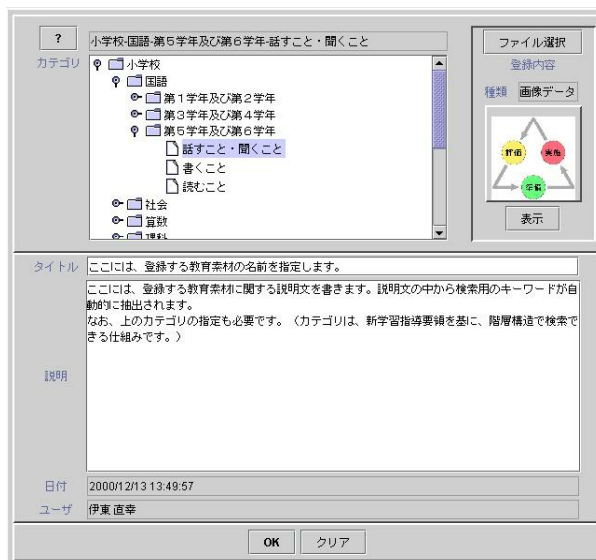 ?
小学校-国語-第５学年及び第６学年-話すこと・聞くこと
ファイル選択
カテゴリ
小学校
国語
第１学年及び第２学年
第３学年及び第４学年
第５学年及び第６学年
話すこと・聞くこと
書くこと
読むこと
社会
算数
理科
登録内容
種類
画像データ
評価
実施
準備
表示
タイトル
ここには、登録する教育素材の名前を指定します。
ここには、登録する教育素材に関する説明文を書きます。説明文の中から検索用のキーワードが自
動的に抽出されます。
なお、上のカテゴリの指定も必要です。（カテゴリは、新学習指導要領を基に、階層構造で検索で
きる仕組みです。）
説明
日付
2000/12/13 13:49:57
ユーザ
伊東 直幸
OK
クリア